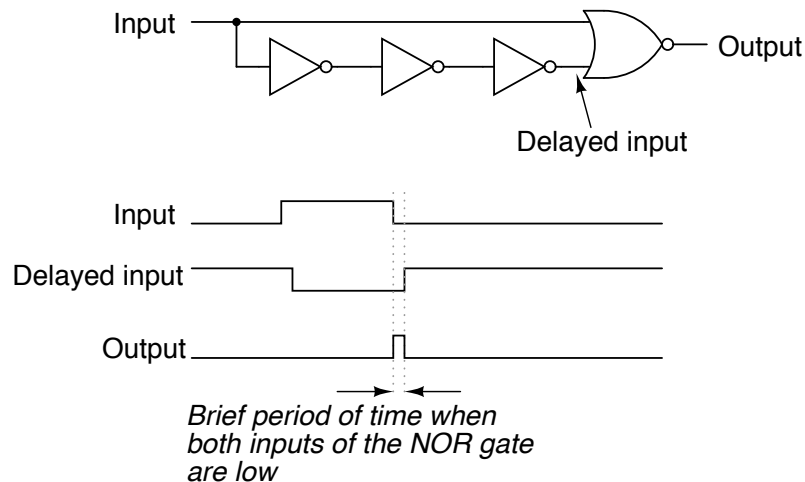 Input
Output
Delayed input
Input
Delayed input
Output
Brief period of time when
both inputs of the NOR gate
are low